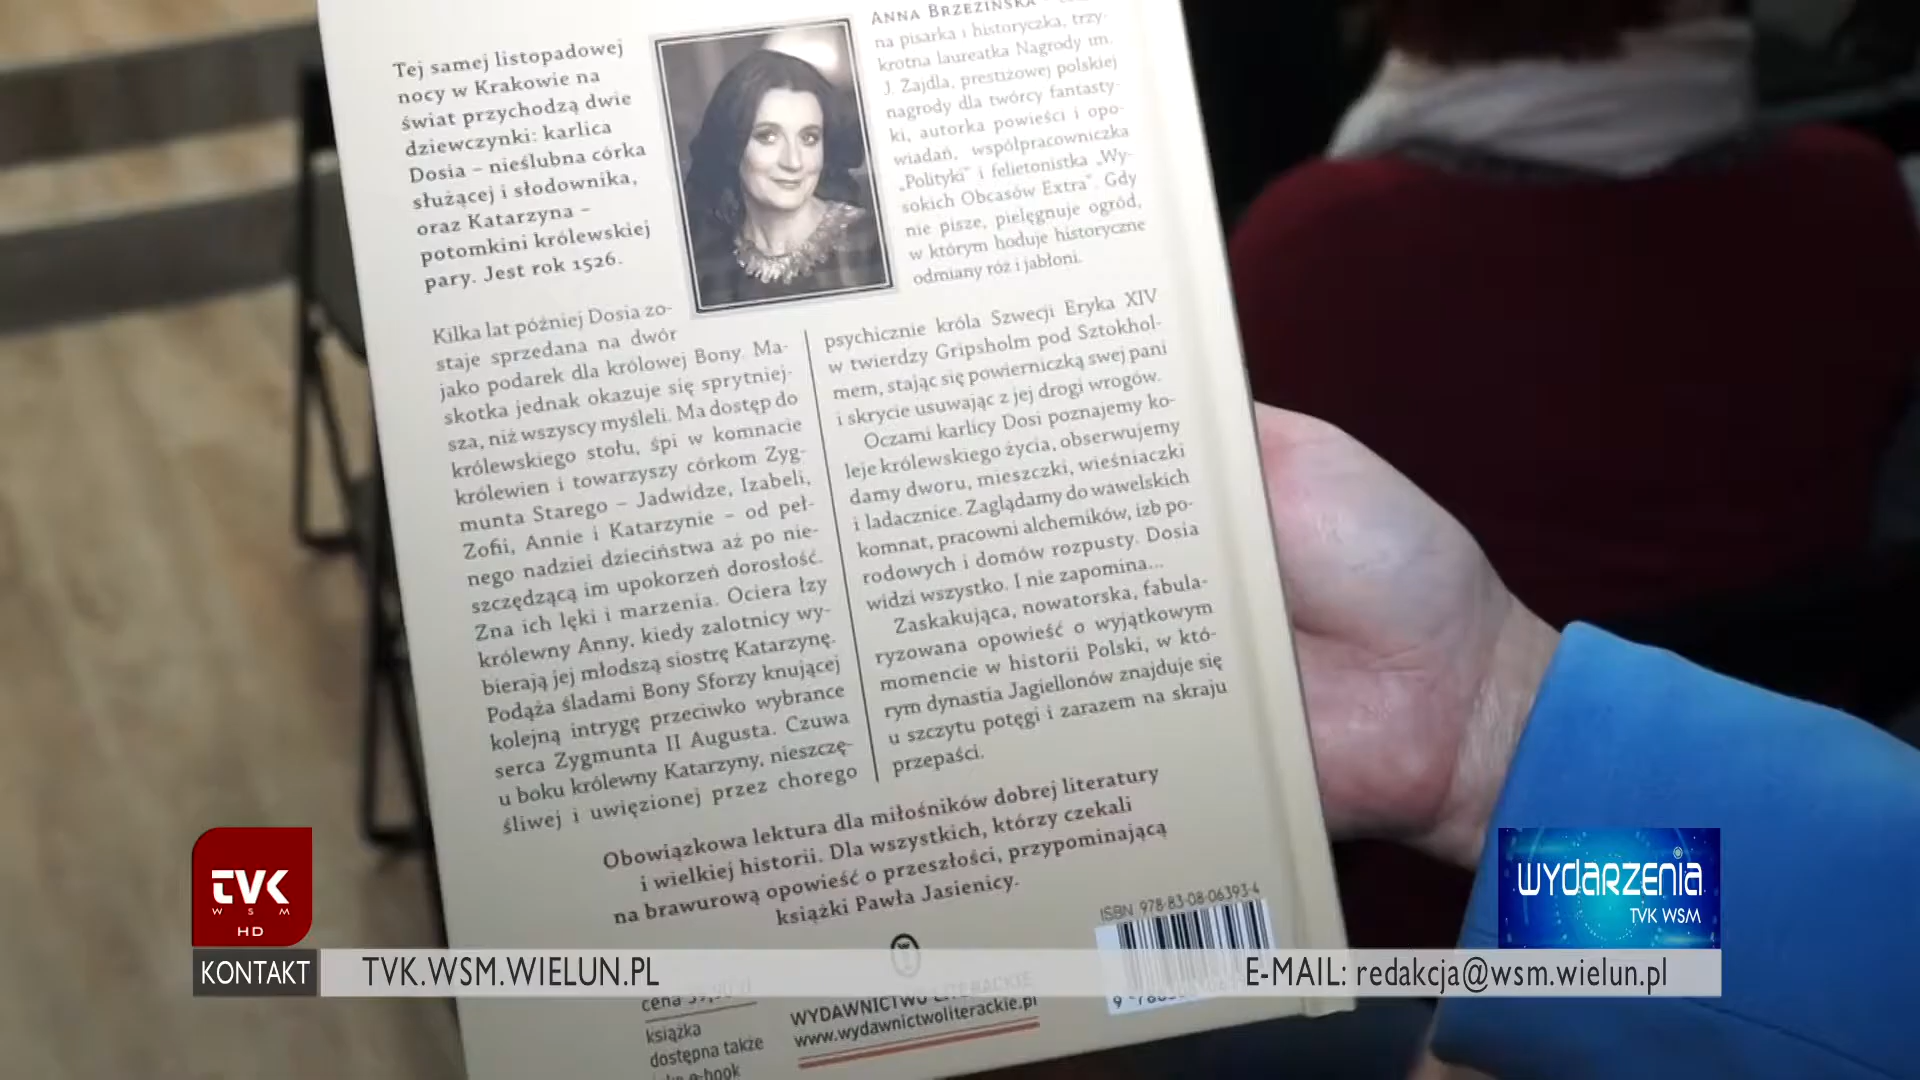 Tej samej listopadowej
nocy w Krakowie na
świat przychodzą dwie
dziewczynki: karlica
Dosia – nieślubna córka
służącej i słodownika,
oraz Katarzyna –
potomkini królewskiej
pary. Jest rok 1526.
ANNA BRZEZIŃSKA
na pisarka i historyczka, trzy-
krotna laureatka Nagrody im.
J. Zajdla, prestiżowej polskiej
nagrody dla twórcy fantasty-
ki, autorka powieści i opo-
wiadań, współpracowniczka
„Polityki” i felietonistka „Wy-
sokich Obcasów Extra”. Gdy
nie pisze, pielęgnuje ogród,
w którym hoduje historyczne
odmiany róż i jabłoni.
Kilka lat później Dosia zo-
staje sprzedana na dwór
jako podarek dla królowej Bony. Ma-
skotka jednak okazuje się sprytniej-
sza, niż wszyscy myśleli. Ma dostęp do
królewskiego stołu, śpi w komnacie
królewien i towarzyszy córkom Zyg-
munta Starego – Jadwidze, Izabeli,
Zofii, Annie i Katarzynie – od peł-
nego nadziei dzieciństwa aż po nie-
szczędzącą im upokorzeń dorosłość.
Zna ich lęki i marzenia. Ociera łzy
królewny Anny, kiedy zalotnicy wy-
bierają jej młodszą siostrę Katarzynę.
Podąża śladami Bony Sforzy knującej
kolejną intrygę przeciwko wybrance
serca Zygmunta II Augusta. Czuwa
u boku królewny Katarzyny, nieszczę-
śliwej i uwięzionej przez chorego
psychicznie króla Szwecji Eryka XIV
w twierdzy Gripsholm pod Sztokhol-
mem, stając się powierniczką swej pani
i skrycie usuwając z jej drogi wrogów.
Oczami karlicy Dosi poznajemy ko-
leje królewskiego życia, obserwujemy
damy dworu, mieszczki, wieśniaczki
i ladacznice. Zaglądamy do wawelskich
komnat, pracowni alchemików, izb po-
rodowych i domów rozpusty. Dosia
widzi wszystko. I nie zapomina...
Zaskakująca, nowatorska, fabula-
ryzowana opowieść o wyjątkowym
momencie w historii Polski, w któ-
rym dynastia Jagiellonów znajduje się
u szczytu potęgi i zarazem na skraju
przepaści.
Obowiązkowa lektura dla miłośników dobrej literatury
i wielkiej historii. Dla wszystkich, którzy czekali
na brawurową opowieść o przeszłości, przypominającą
książki Pawła Jasienicy.
ISBN 978-83-08-06393-4
TVK
WSM
HD
WYDARZENIA
TVK WSM
KONTAKT
TVK.WSM.WIELUN.PL
E-MAIL: redakcja@wsm.wielun.pl
cena
książka
dostępna także
e-book
WYDAWNICTWO LITERACKIE
www.wydawnictwoliterackie.pl